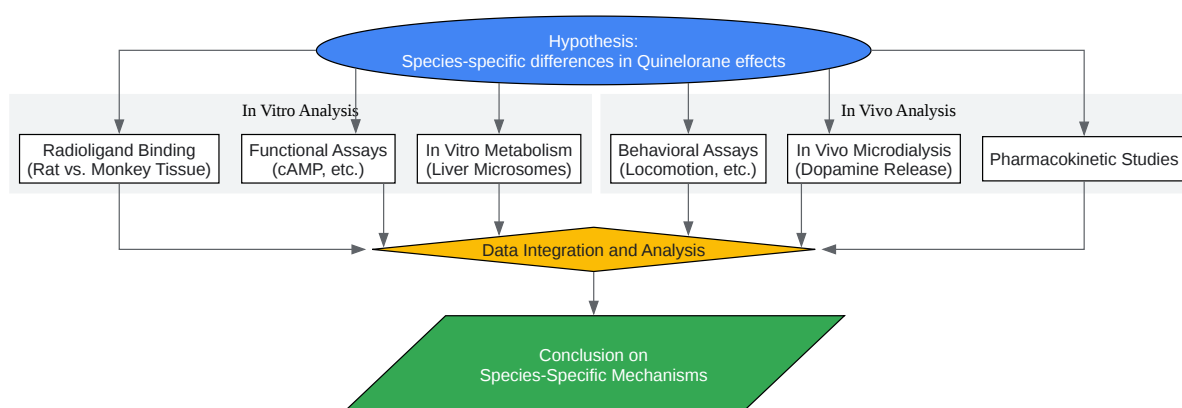 Hypothesis:
Species-specific differences in Quinelorane effects
In Vitro Analysis
In Vivo Analysis
Radioligand Binding
(Rat vs. Monkey Tissue)
Functional Assays
(cAMP, etc.)
In Vitro Metabolism
(Liver Microsomes)
Behavioral Assays
(Locomotion, etc.)
In Vivo Microdialysis
(Dopamine Release)
Pharmacokinetic Studies
Data Integration and Analysis
Conclusion on
Species-Specific Mechanisms